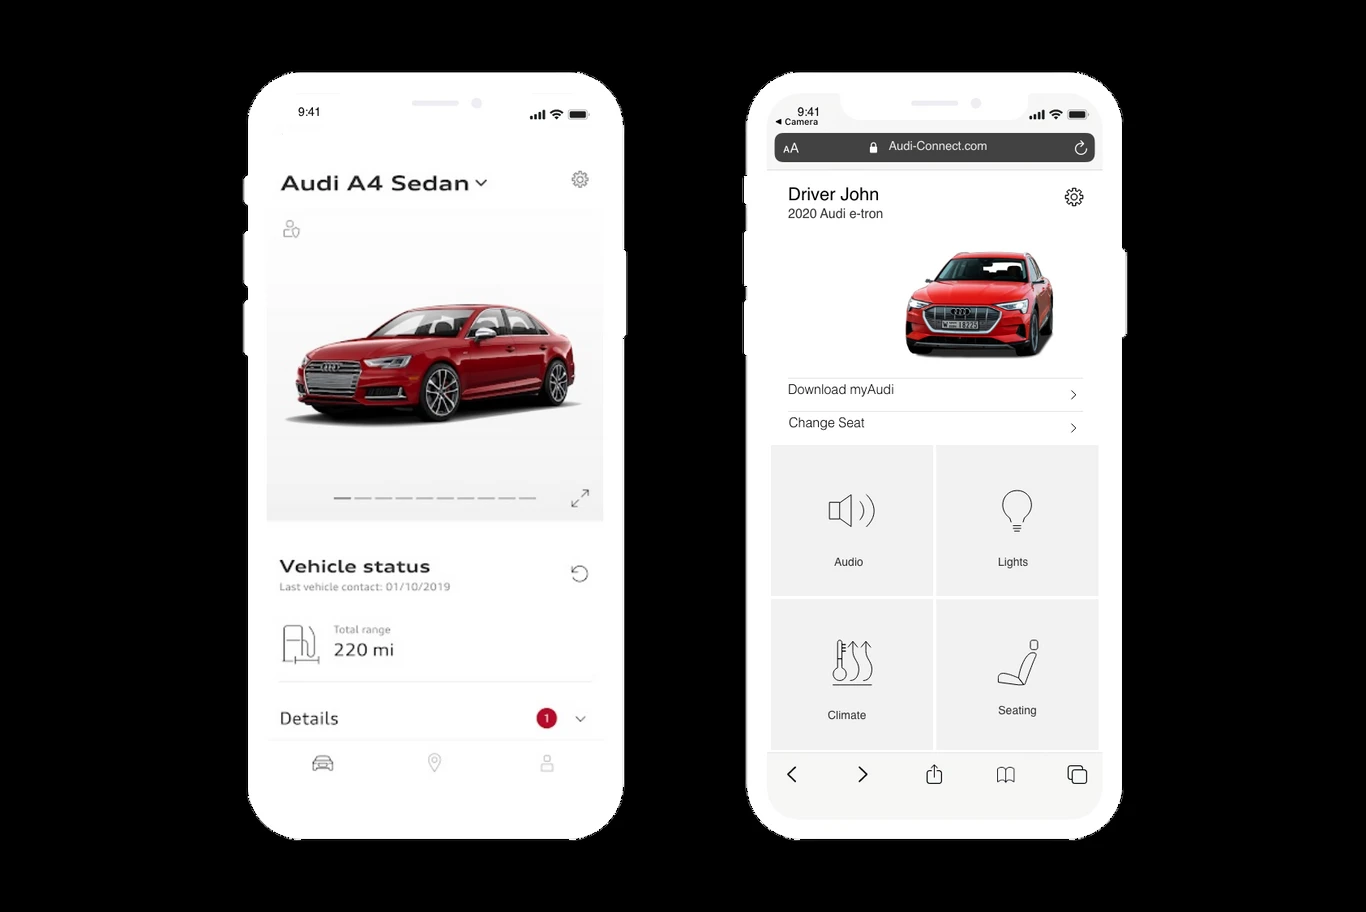 9:41
Audi A4 Sedan
Vehicle status
Last vehicle contact: 01/10/2019
Total range
220 mi
Details
1
9:41
Camera
AA
Audi-Connect.com
Driver John
2020 Audi e-tron
Download myAudi
Change Seat
Audio
Lights
Climate
Seating